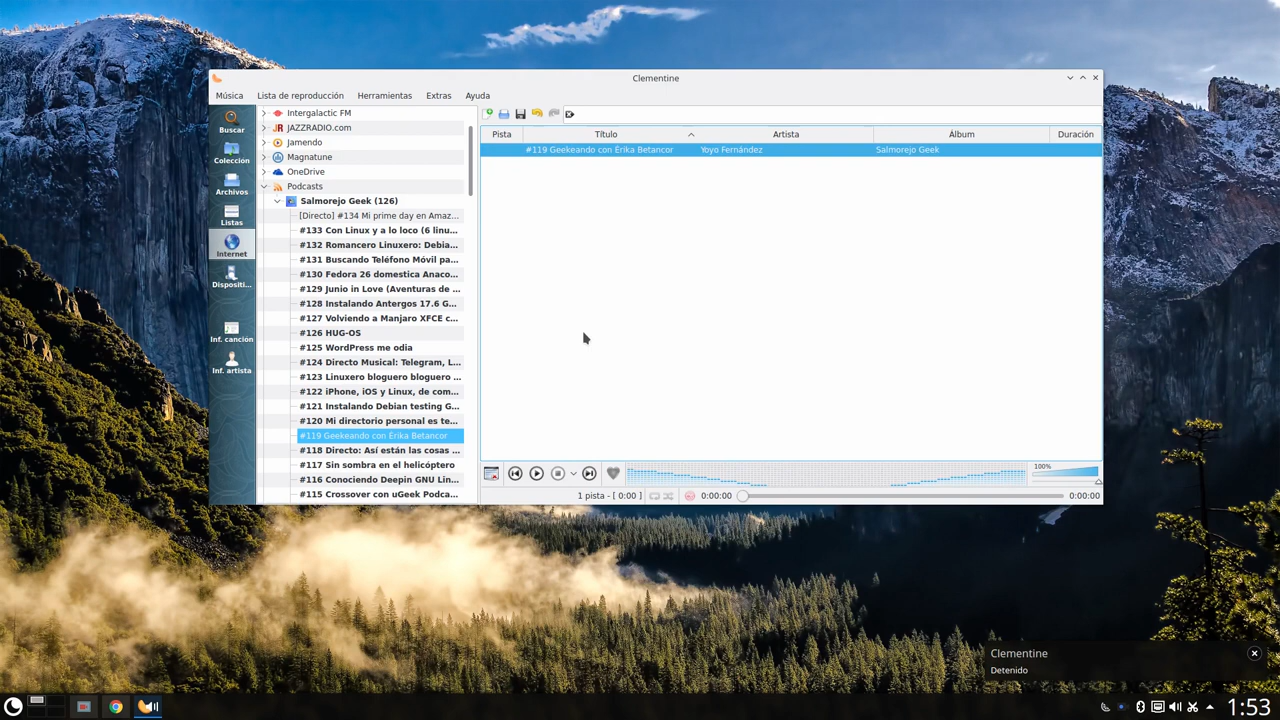 Clementine
Música Lista de reproducción Herramientas Extras Ayuda
Buscar
Colección
Archivos
Listas
Internet
Dispositi...
Inf. canción
Inf. artista
Intergalactic FM
JAZZRADIO.com
Jamendo
Magnatune
OneDrive
Podcasts
Salmorejo Geek (126)
[Directo] #134 Mi prime day en Amaz...
#133 Con Linux y a lo loco (6 linu...
#132 Romancero Linuxero: Debia...
#131 Buscando Teléfono Móvil pa...
#130 Fedora 26 domestica Anaco...
#129 Junio in Love (Aventuras de ...
#128 Instalando Antergos 17.6 G...
#127 Volviendo a Manjaro XFCE c...
#126 HUG-OS
#125 WordPress me odia
#124 Directo Musical: Telegram, L...
#123 Linuxero bloguero bloguero ...
#122 iPhone, iOS y Linux, de com...
#121 Instalando Debian testing G...
#120 Mi directorio personal es te...
#119 Geekeando con Érika Betancor
#118 Directo: Así están las cosas ...
#117 Sin sombra en el helicóptero
#116 Conociendo Deepin GNU Lin...
#115 Crossover con uGeek Podca...
Pista Título Artista Álbum Duración
#119 Geekeando con Érika Betancor Yoyo Fernández Salmorejo Geek
100%
1 pista - [ 0:00 ] 0:00:00 0:00:00
Clementine
Detenido
1:53